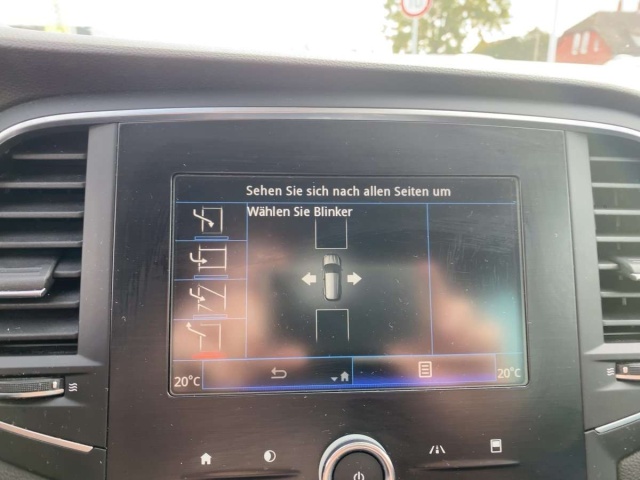 Sehen Sie sich nach allen Seiten um
Wählen Sie Blinker
20°C
20°C